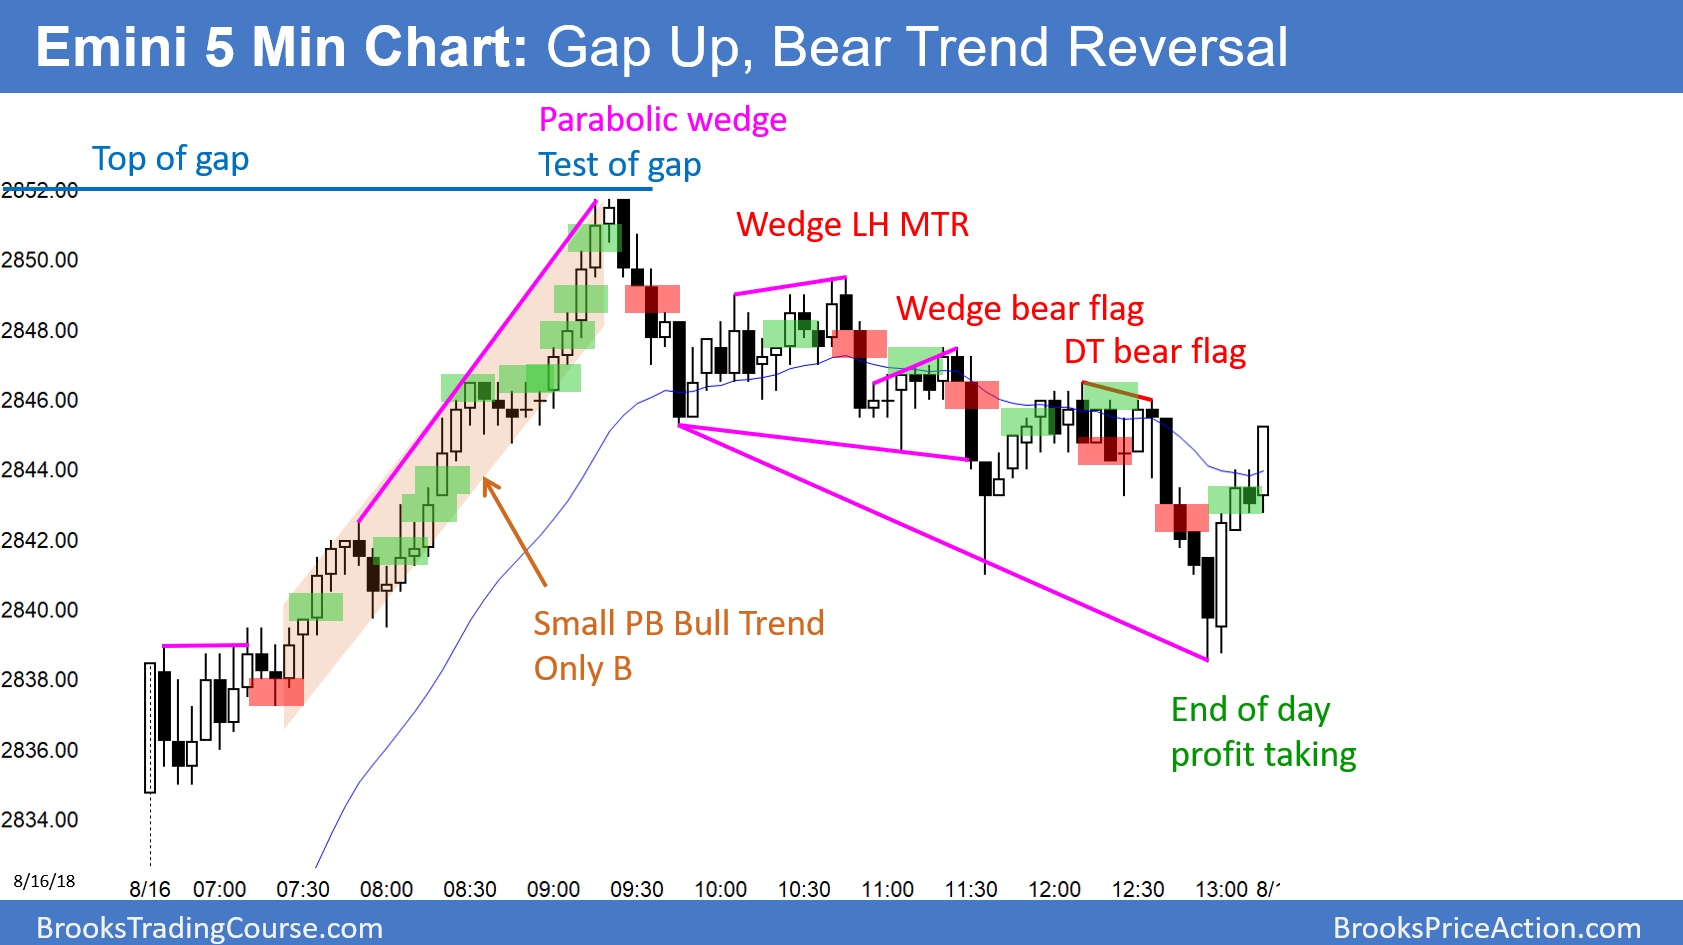 Emini 5 Min Chart: Gap Up, Bear Trend Reversal
Parabolic wedge
Top of gap
Test of gap
2852.00
Wedge LH MTR
2850.00
Wedge bear flag
2848.00
DT bear flag
2846.00
2844.00
2842.00
2840.00
Small PB Bull Trend
Only B
2838.00
End of day
profit taking
2836.00
2834.00
8/16/18
8/16 07:00 07:30 08:00 08:30 09:00 09:30 10:00 10:30 11:00 11:30 12:00 12:30 13:00 8/
BrooksTradingCourse.com
BrooksPriceAction.com